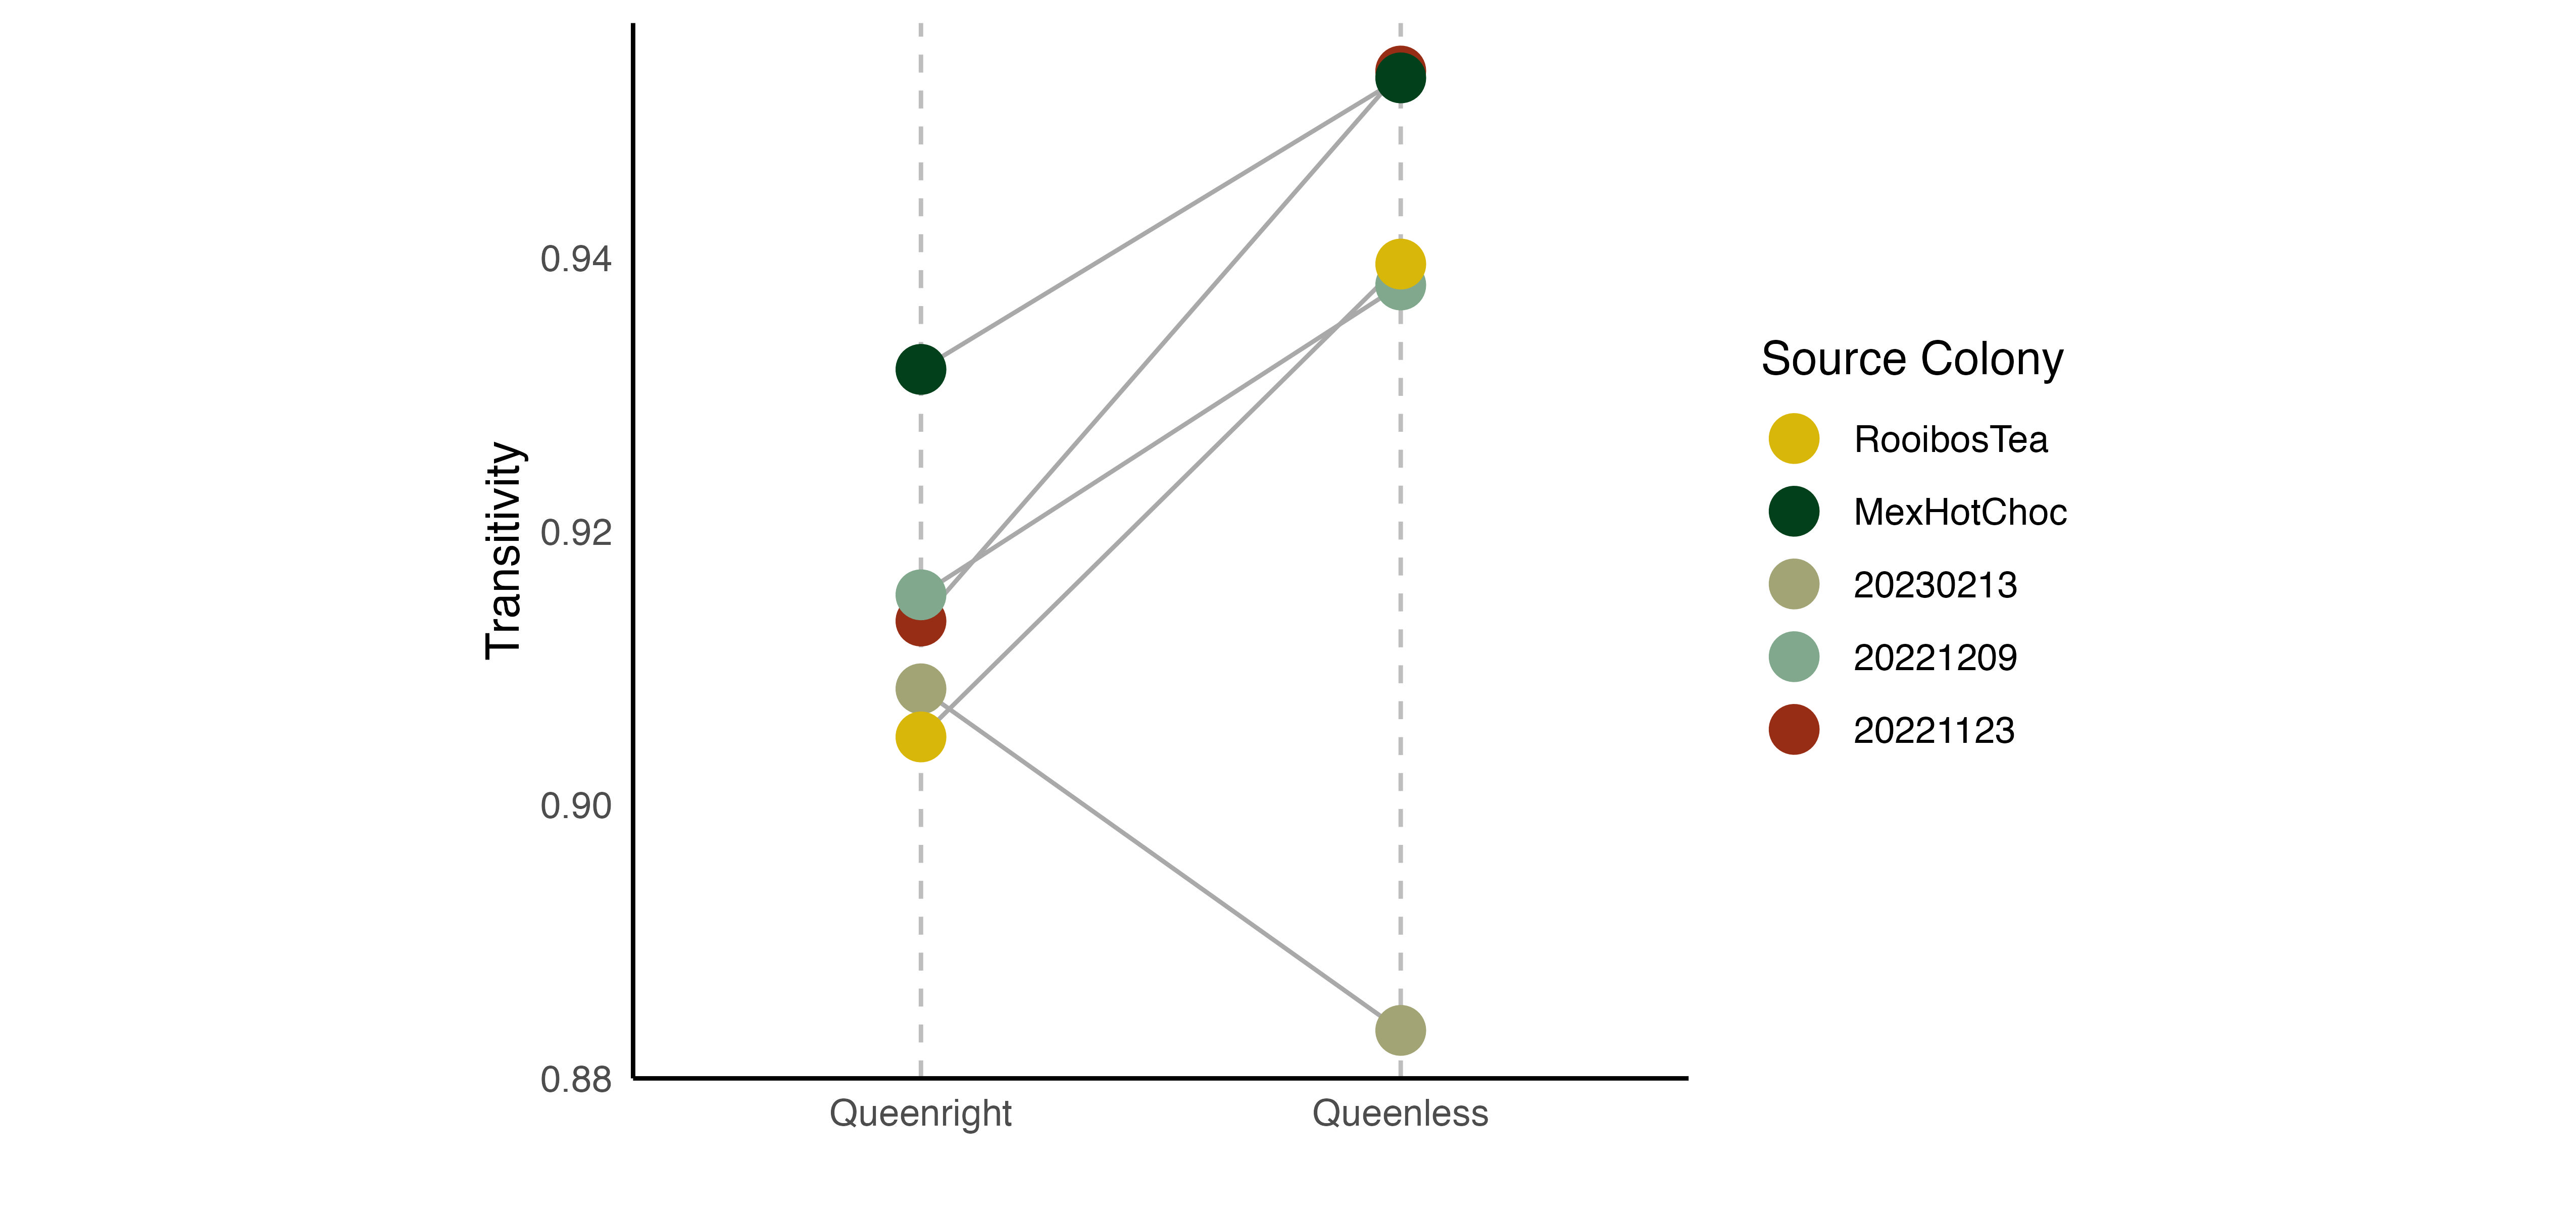 Transitivity
0.94
0.92
0.90
0.88
Queenright
Queenless
Source Colony
RooibosTea
MexHotChoc
20230213
20221209
20221123